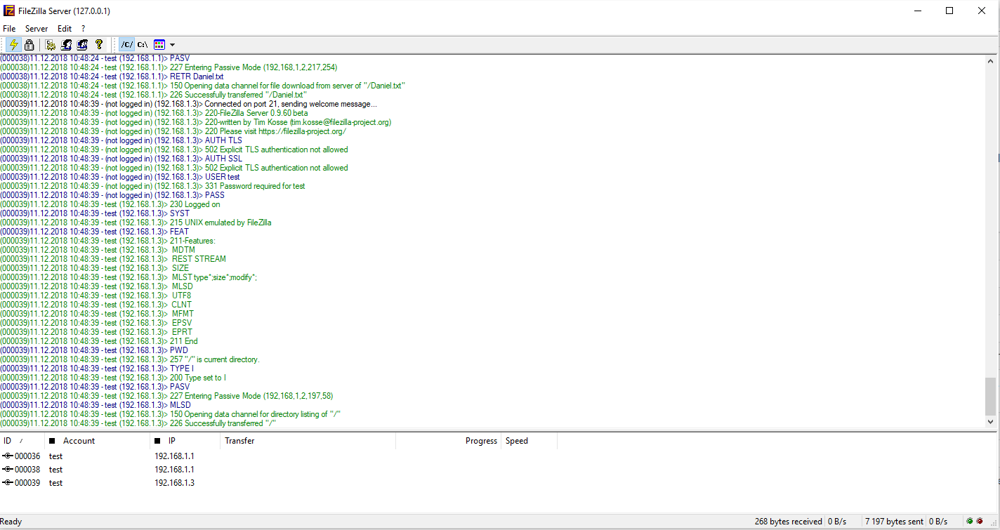 FileZilla Server (127.0.0.1)
File Server Edit ?
/C/ C:\
(000038)11.12.2018 10:48:24 - test (192.168.1.1)> PASV
(000038)11.12.2018 10:48:24 - test (192.168.1.1)> 227 Entering Passive Mode (192,168,1,2,217,254)
(000038)11.12.2018 10:48:24 - test (192.168.1.1)> RETR Daniel.txt
(000038)11.12.2018 10:48:24 - test (192.168.1.1)> 150 Opening data channel for file download from server of "/Daniel.txt"
(000038)11.12.2018 10:48:24 - test (192.168.1.1)> 226 Successfully transferred "/Daniel.txt"
(000039)11.12.2018 10:48:39 - (not logged in) (192.168.1.3)> Connected on port 21, sending welcome message...
(000039)11.12.2018 10:48:39 - (not logged in) (192.168.1.3)> 220-FileZilla Server 0.9.60 beta
(000039)11.12.2018 10:48:39 - (not logged in) (192.168.1.3)> 220-written by Tim Kosse (tim.kosse@filezilla-project.org)
(000039)11.12.2018 10:48:39 - (not logged in) (192.168.1.3)> 220 Please visit https://filezilla-project.org/
(000039)11.12.2018 10:48:39 - (not logged in) (192.168.1.3)> AUTH TLS
(000039)11.12.2018 10:48:39 - (not logged in) (192.168.1.3)> 502 Explicit TLS authentication not allowed
(000039)11.12.2018 10:48:39 - (not logged in) (192.168.1.3)> AUTH SSL
(000039)11.12.2018 10:48:39 - (not logged in) (192.168.1.3)> 502 Explicit TLS authentication not allowed
(000039)11.12.2018 10:48:39 - (not logged in) (192.168.1.3)> USER test
(000039)11.12.2018 10:48:39 - (not logged in) (192.168.1.3)> 331 Password required for test
(000039)11.12.2018 10:48:39 - (not logged in) (192.168.1.3)> PASS
(000039)11.12.2018 10:48:39 - test (192.168.1.3)> 230 Logged on
(000039)11.12.2018 10:48:39 - test (192.168.1.3)> SYST
(000039)11.12.2018 10:48:39 - test (192.168.1.3)> 215 UNIX emulated by FileZilla
(000039)11.12.2018 10:48:39 - test (192.168.1.3)> FEAT
(000039)11.12.2018 10:48:39 - test (192.168.1.3)> 211-Features:
(000039)11.12.2018 10:48:39 - test (192.168.1.3)> MDTM
(000039)11.12.2018 10:48:39 - test (192.168.1.3)> REST STREAM
(000039)11.12.2018 10:48:39 - test (192.168.1.3)> SIZE
(000039)11.12.2018 10:48:39 - test (192.168.1.3)> MLST type*;size*;modify*;
(000039)11.12.2018 10:48:39 - test (192.168.1.3)> MLSD
(000039)11.12.2018 10:48:39 - test (192.168.1.3)> UTF8
(000039)11.12.2018 10:48:39 - test (192.168.1.3)> CLNT
(000039)11.12.2018 10:48:39 - test (192.168.1.3)> MFMT
(000039)11.12.2018 10:48:39 - test (192.168.1.3)> EPSV
(000039)11.12.2018 10:48:39 - test (192.168.1.3)> EPRT
(000039)11.12.2018 10:48:39 - test (192.168.1.3)> 211 End
(000039)11.12.2018 10:48:39 - test (192.168.1.3)> PWD
(000039)11.12.2018 10:48:39 - test (192.168.1.3)> 257 "/" is current directory.
(000039)11.12.2018 10:48:39 - test (192.168.1.3)> TYPE I
(000039)11.12.2018 10:48:39 - test (192.168.1.3)> 200 Type set to I
(000039)11.12.2018 10:48:39 - test (192.168.1.3)> PASV
(000039)11.12.2018 10:48:39 - test (192.168.1.3)> 227 Entering Passive Mode (192,168,1,2,197,58)
(000039)11.12.2018 10:48:39 - test (192.168.1.3)> MLSD
(000039)11.12.2018 10:48:39 - test (192.168.1.3)> 150 Opening data channel for directory listing of "/"
(000039)11.12.2018 10:48:39 - test (192.168.1.3)> 226 Successfully transferred "/"
ID / Account IP Transfer Progress Speed
000036 test 192.168.1.1
000038 test 192.168.1.1
000039 test 192.168.1.3
Ready 268 bytes received 0 B/s 7 197 bytes sent 0 B/s